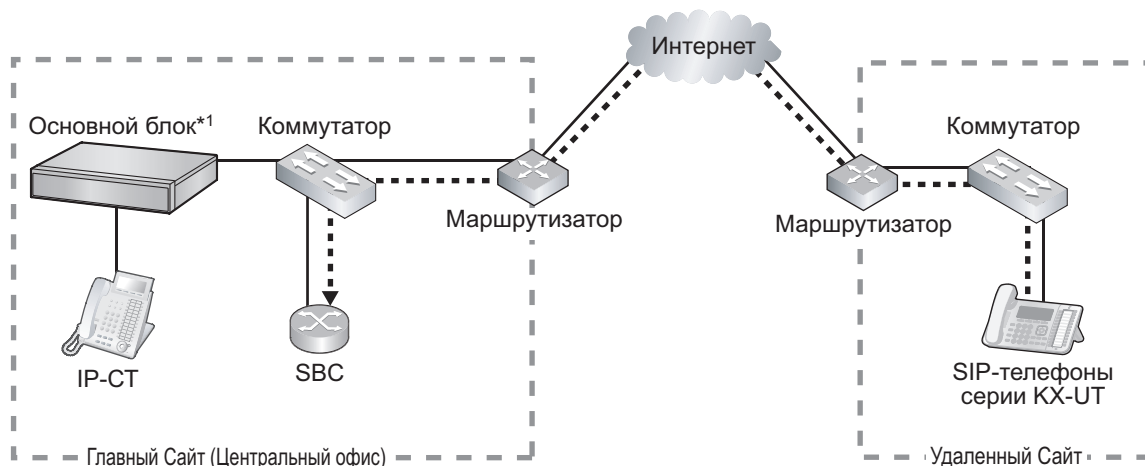 Интернет
Основной блок*1
Коммутатор
Коммутатор
Маршрутизатор
Маршрутизатор
IP-СТ
SBC
SIP-телефоны
серии KX-UT
Главный Сайт (Центральный офис)
Удаленный Сайт